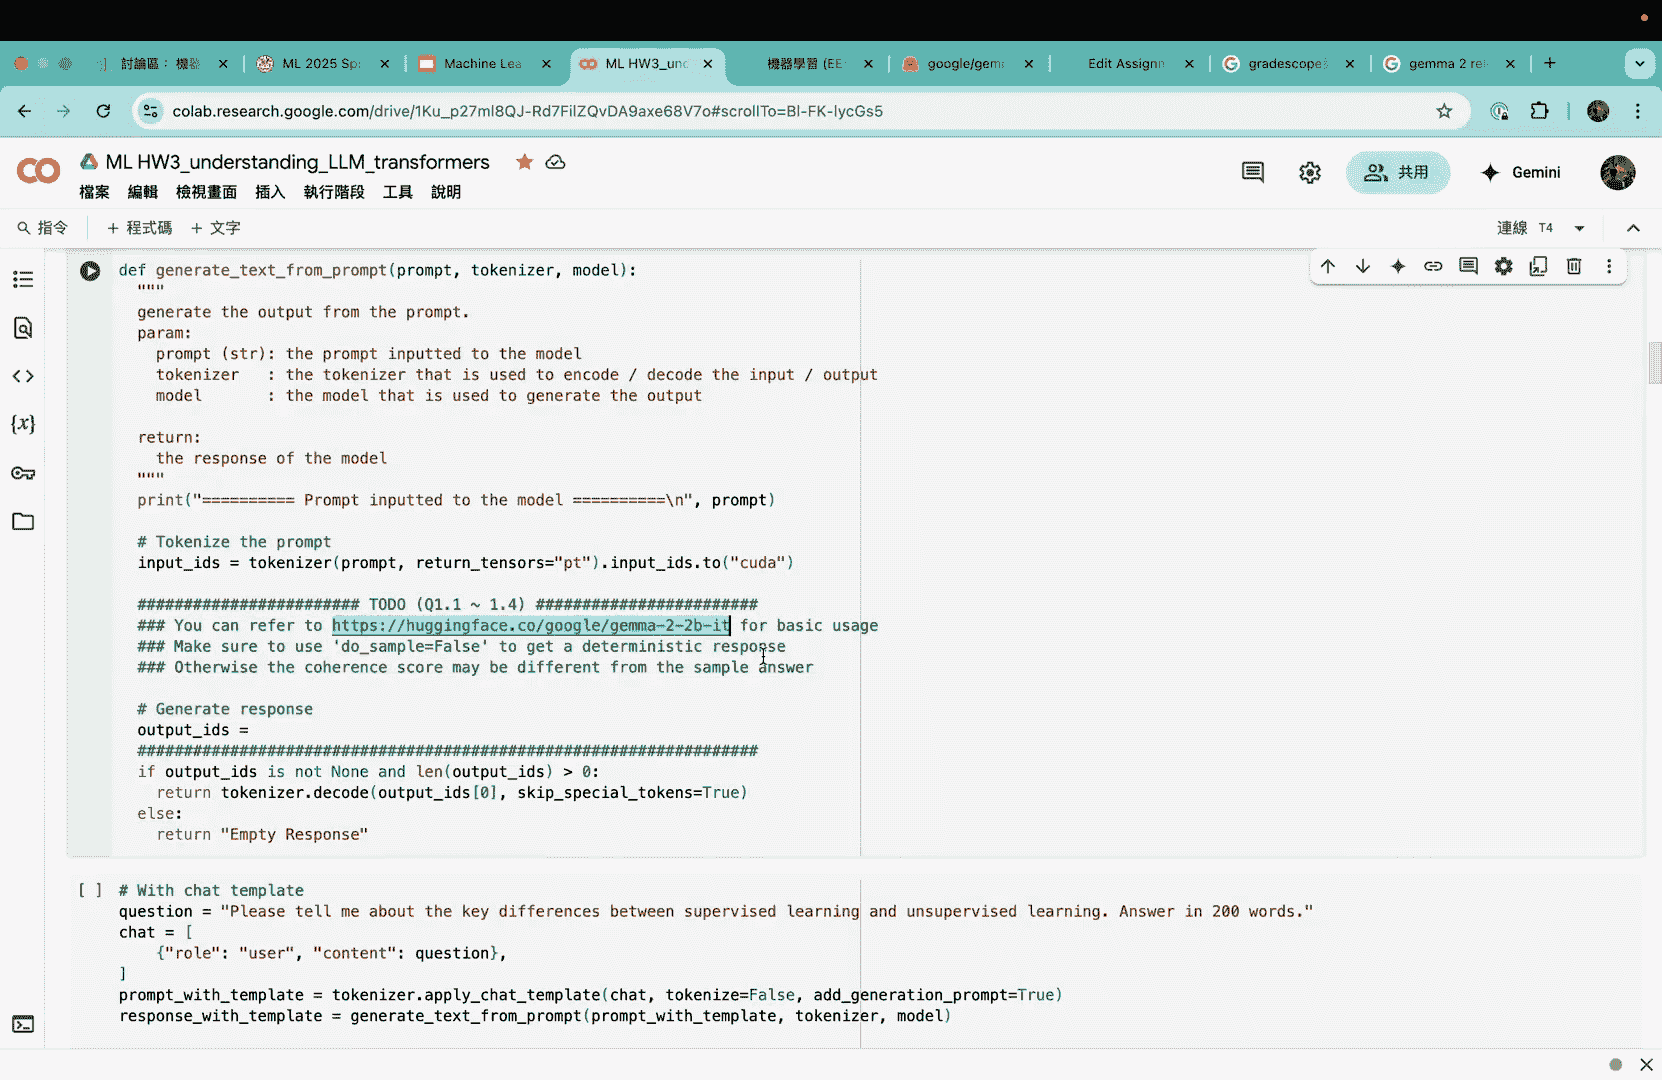 討論區： 機器
ML 2025 Sp
Machine Lea
ML HW3_und
機器學習 (EE
google/gem
Edit Assignm
gradescope
gemma 2 rel
colab.research.google.com/drive/1Ku_p27ml8QJ-Rd7FilZQvDA9axe68V7o#scrollTo=Bl-FK-lycGs5
ML HW3_understanding_LLM_transformers
共用
Gemini
檔案 編輯 檢視畫面 插入 執行階段 工具 說明
指令 + 程式碼 + 文字
連線 T4
def generate_text_from_prompt(prompt, tokenizer, model):
"""
generate the output from the prompt.
param:
prompt (str): the prompt inputted to the model
tokenizer : the tokenizer that is used to encode / decode the input / output
model : the model that is used to generate the output
return:
the response of the model
"""
print("========== Prompt inputted to the model ==========\n", prompt)
# Tokenize the prompt
input_ids = tokenizer(prompt, return_tensors="pt").input_ids.to("cuda")
######################## TODO (Q1.1 ~ 1.4) ########################
### You can refer to https://huggingface.co/google/gemma-2-2b-it for basic usage
### Make sure to use 'do_sample=False' to get a deterministic response
### Otherwise the coherence score may be different from the sample answer
# Generate response
output_ids =
###################################################################
if output_ids is not None and len(output_ids) > 0:
return tokenizer.decode(output_ids[0], skip_special_tokens=True)
else:
return "Empty Response"
[ ] # With chat template
question = "Please tell me about the key differences between supervised learning and unsupervised learning. Answer in 200 words."
chat = [
{"role": "user", "content": question},
]
prompt_with_template = tokenizer.apply_chat_template(chat, tokenize=False, add_generation_prompt=True)
response_with_template = generate_text_from_prompt(prompt_with_template, tokenizer, model)